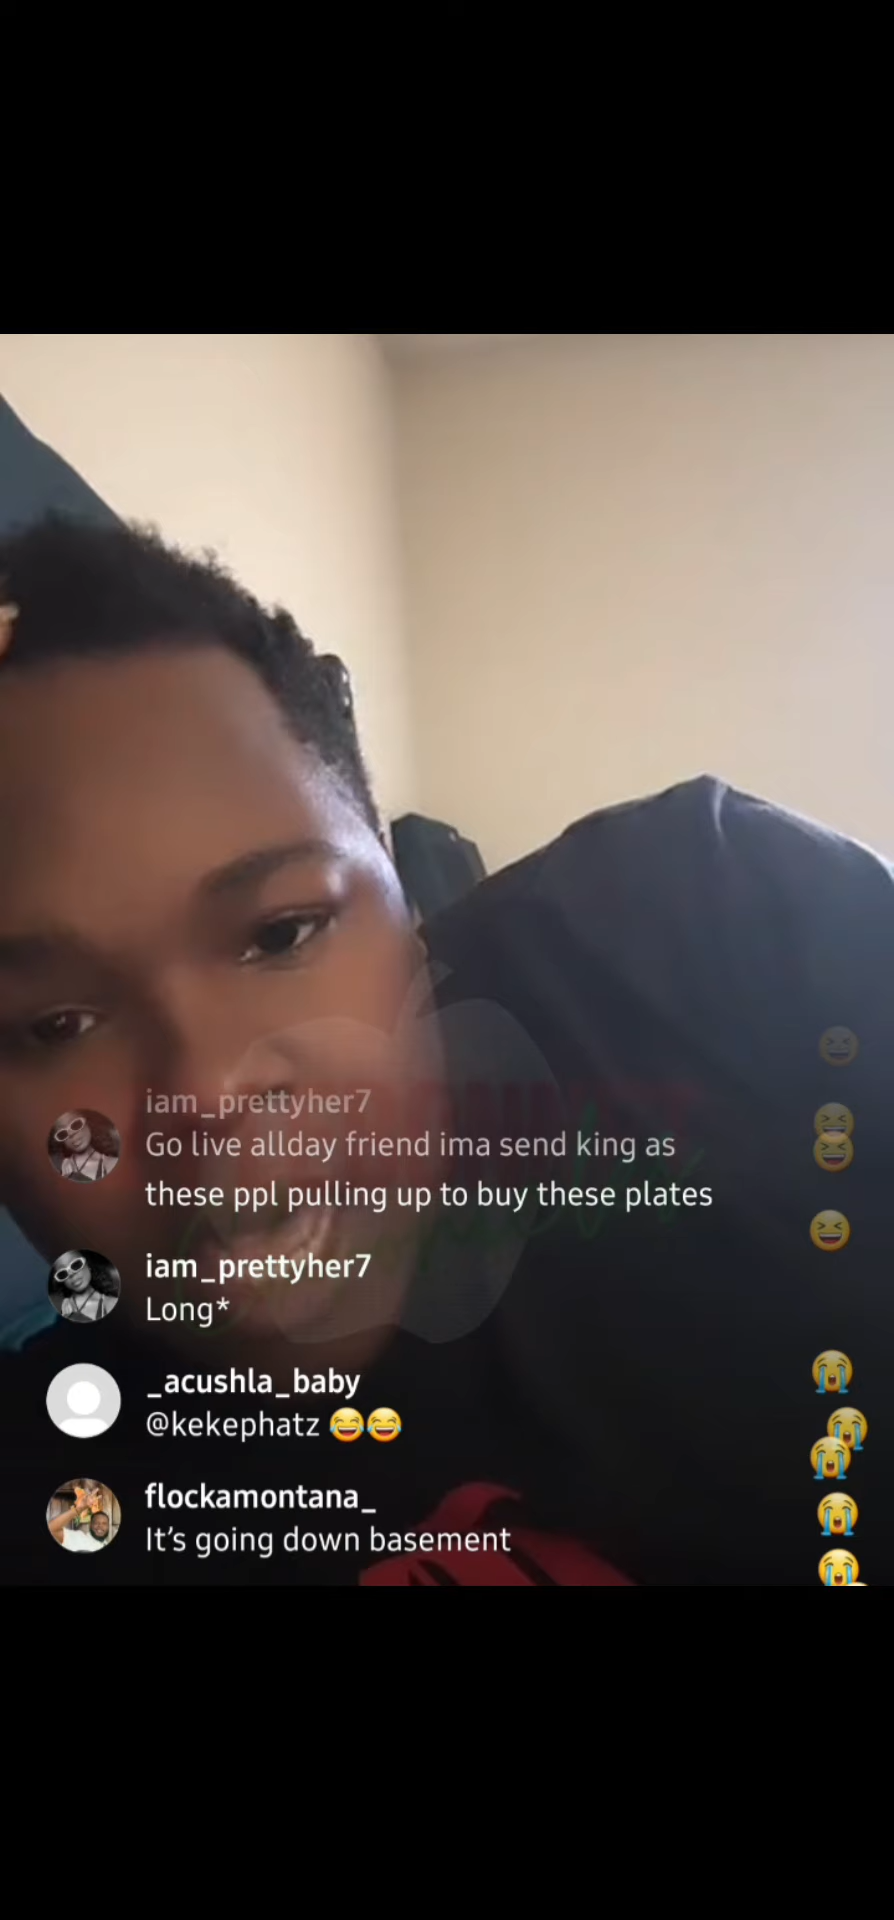 iam_prettyher7
Go live allday friend ima send king as
these ppl pulling up to buy these plates
iam_prettyher7
Long*
_acushla_baby
@kekephatz 😂😂
flockamontana_
It’s going down basement